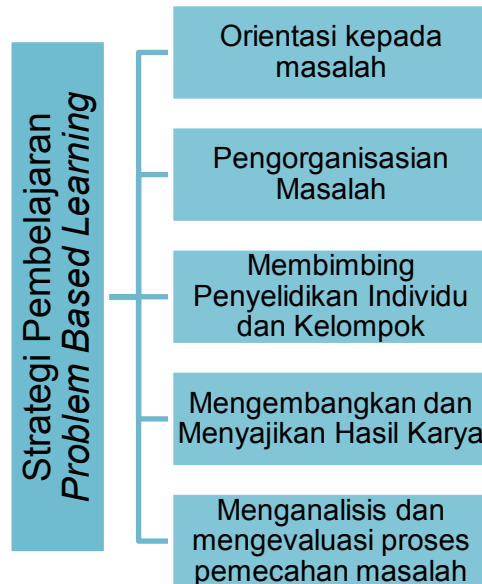 Strategi Pembelajaran
Problem Based Learning
Orientasi kepada
masalah
Pengorganisasian
Masalah
Membimbing
Penyelidikan Individu
dan Kelompok
Mengembangkan dan
Menyajikan Hasil Karya
Menganalisis dan
mengevaluasi proses
pemecahan masalah